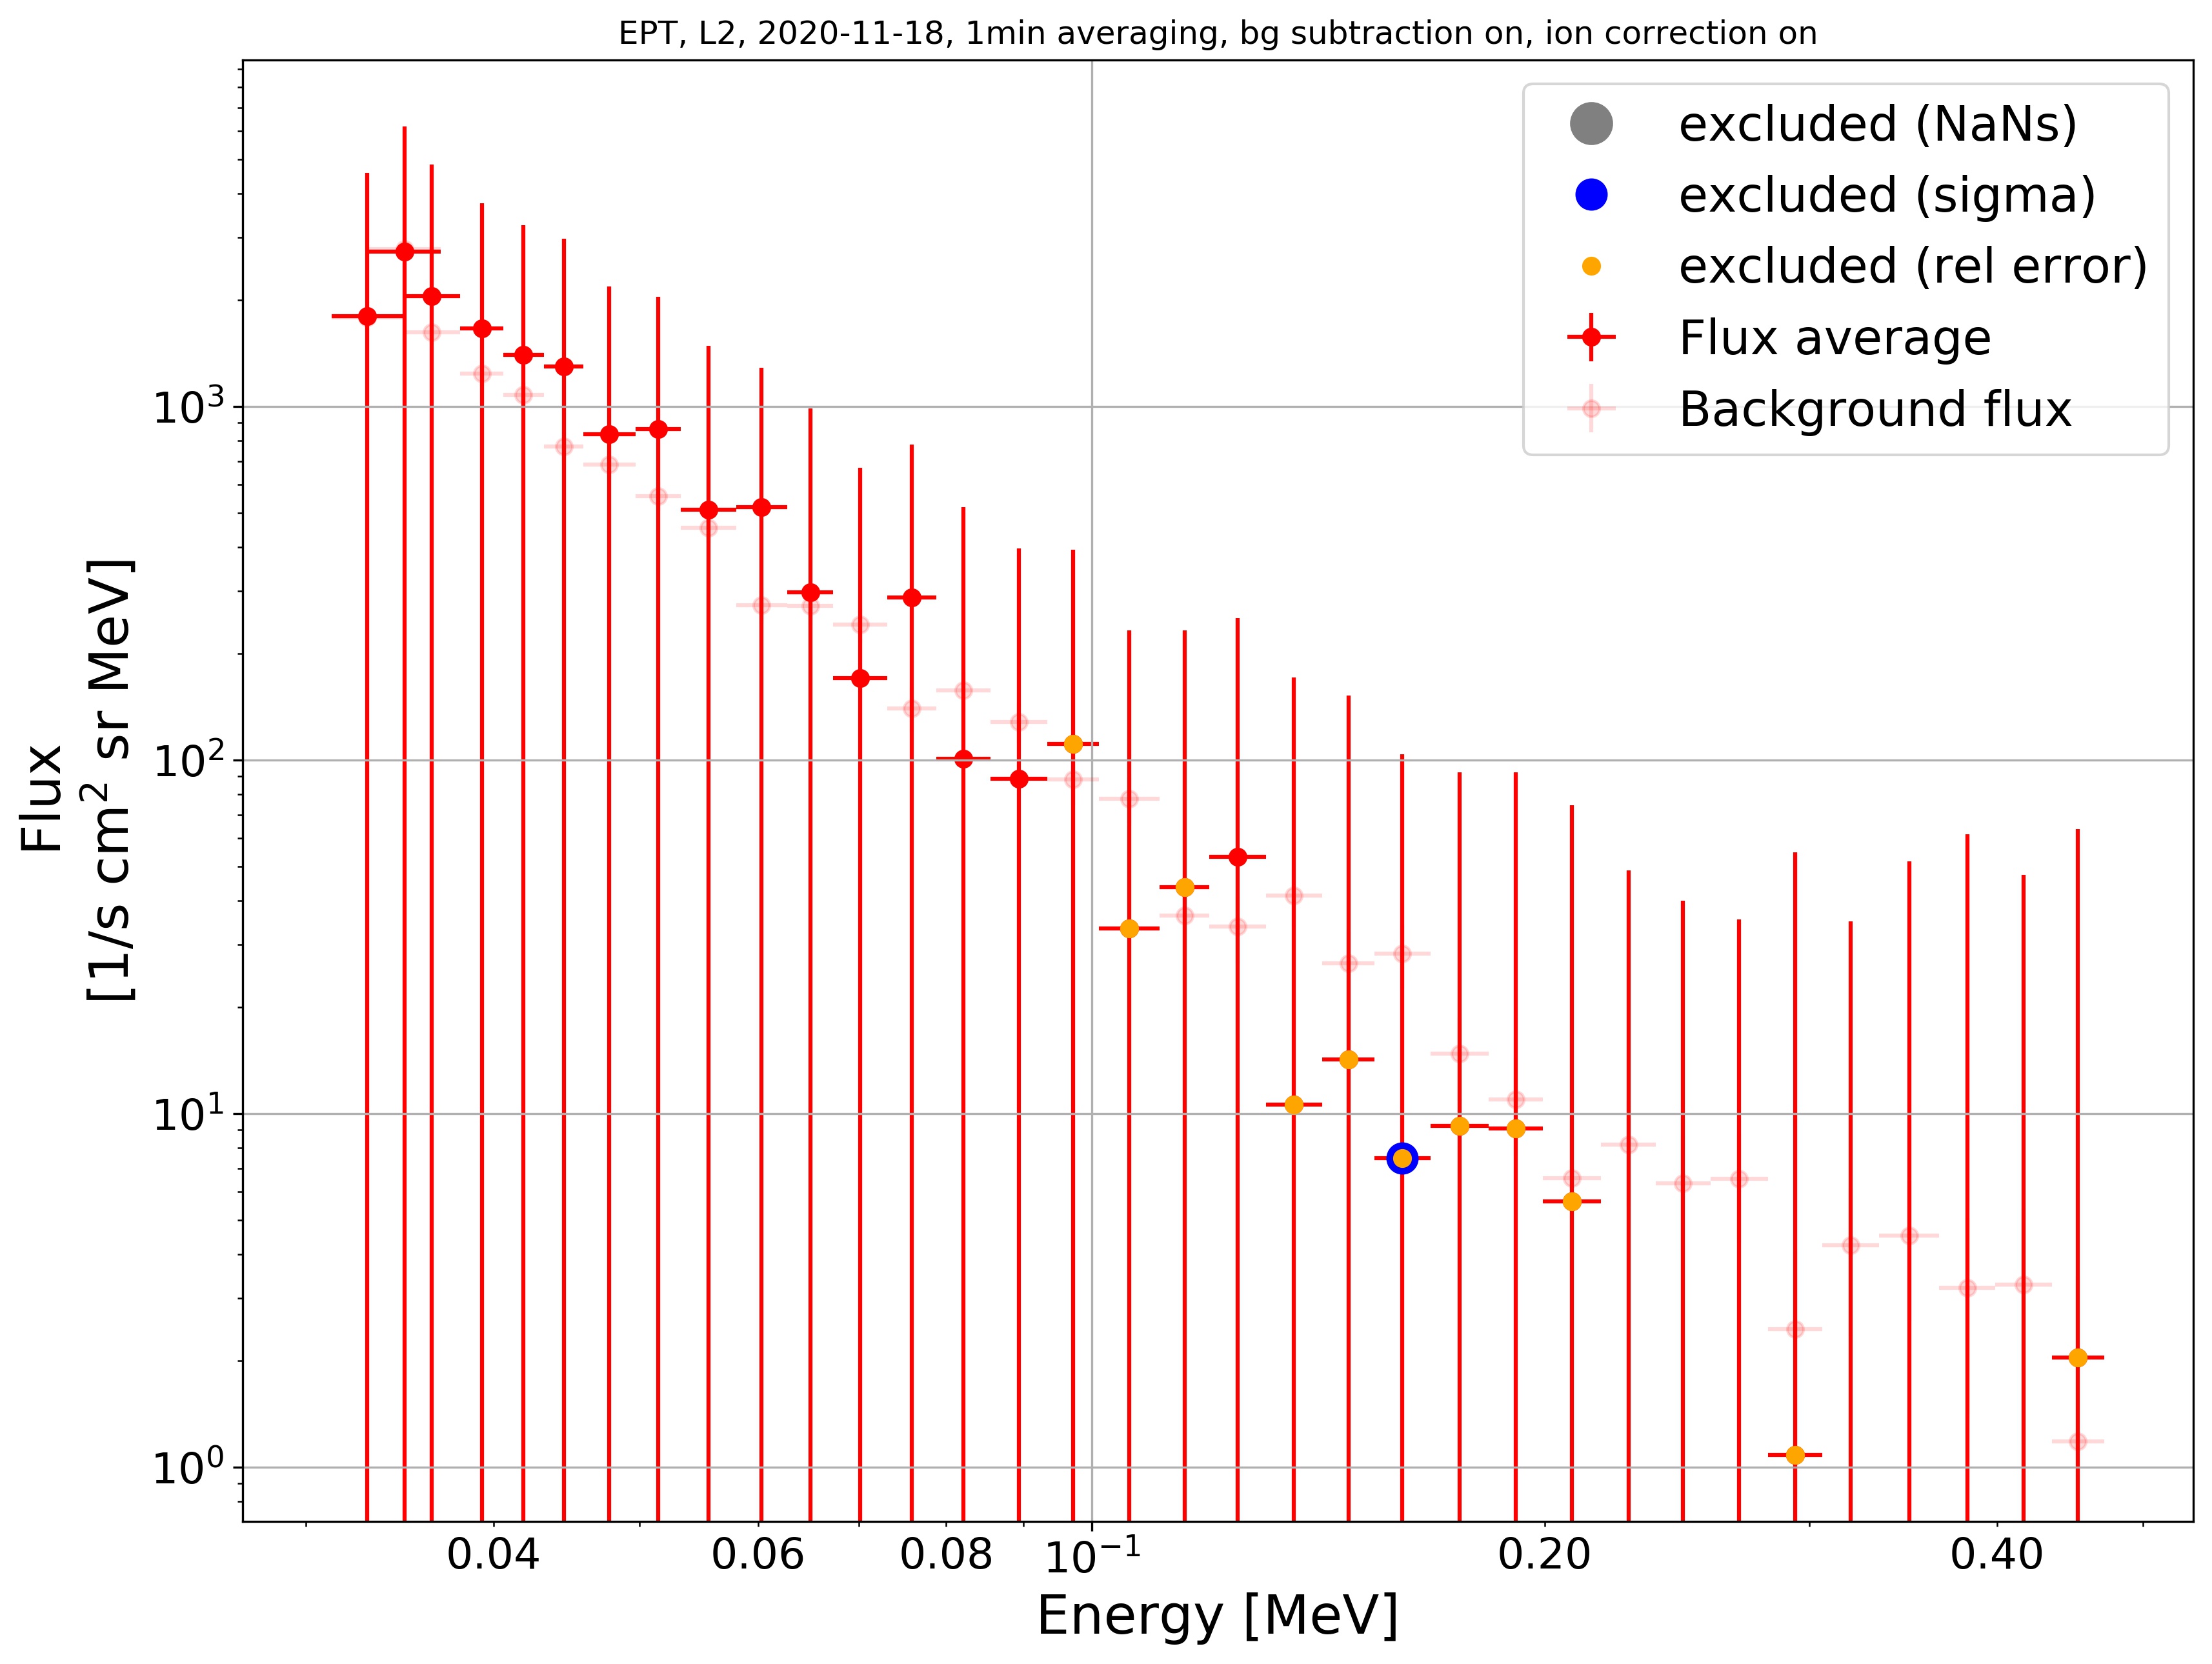 EPT, L2, 2020-11-18, 1min averaging, bg subtraction on, ion correction on
excluded (NaNs)
excluded (sigma)
excluded (rel error)
Flux average
Background flux
10³
10²
10¹
10⁰
Flux
[1/s cm² sr MeV]
0.04 0.06 0.08 10⁻¹ 0.20 0.40
Energy [MeV]